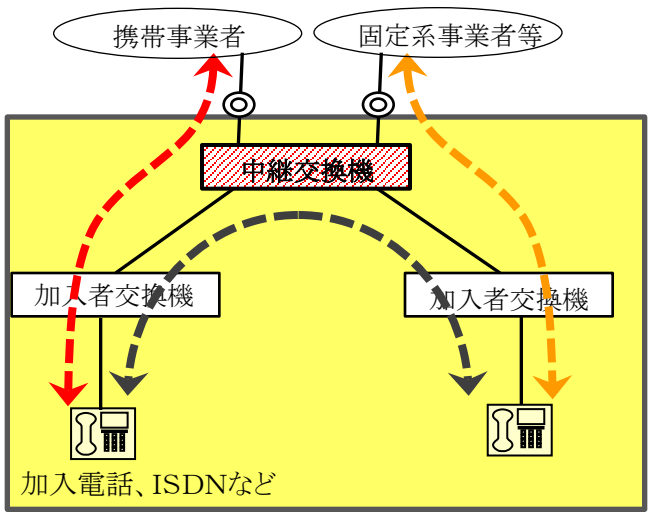 携帯事業者
固定系事業者等
中継交換機
加入者交換機
加入者交換機
加入電話、ISDNなど